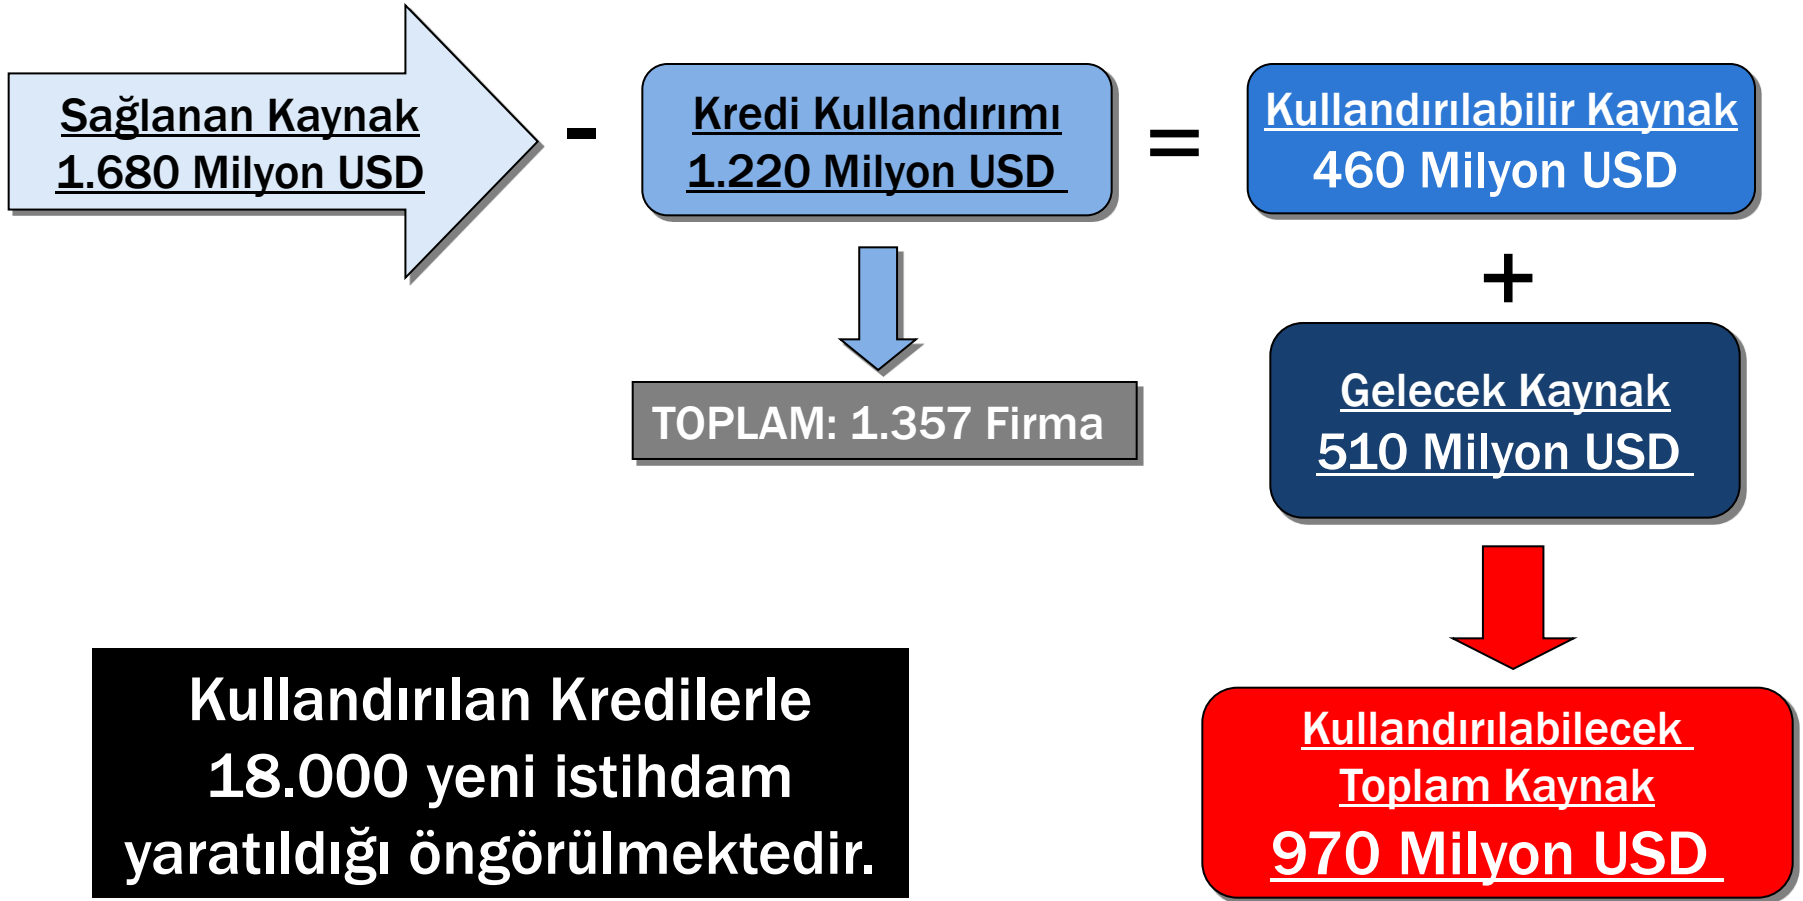 Sağlanan Kaynak
1.680 Milyon USD
-
Kredi Kullandırımı
1.220 Milyon USD
=
Kullandırılabilir Kaynak
460 Milyon USD
+
Gelecek Kaynak
510 Milyon USD
TOPLAM: 1.357 Firma
Kullandırılan Kredilerle
18.000 yeni istihdam
yaratıldığı öngörülmektedir.
Kullandırılabilecek
Toplam Kaynak
970 Milyon USD